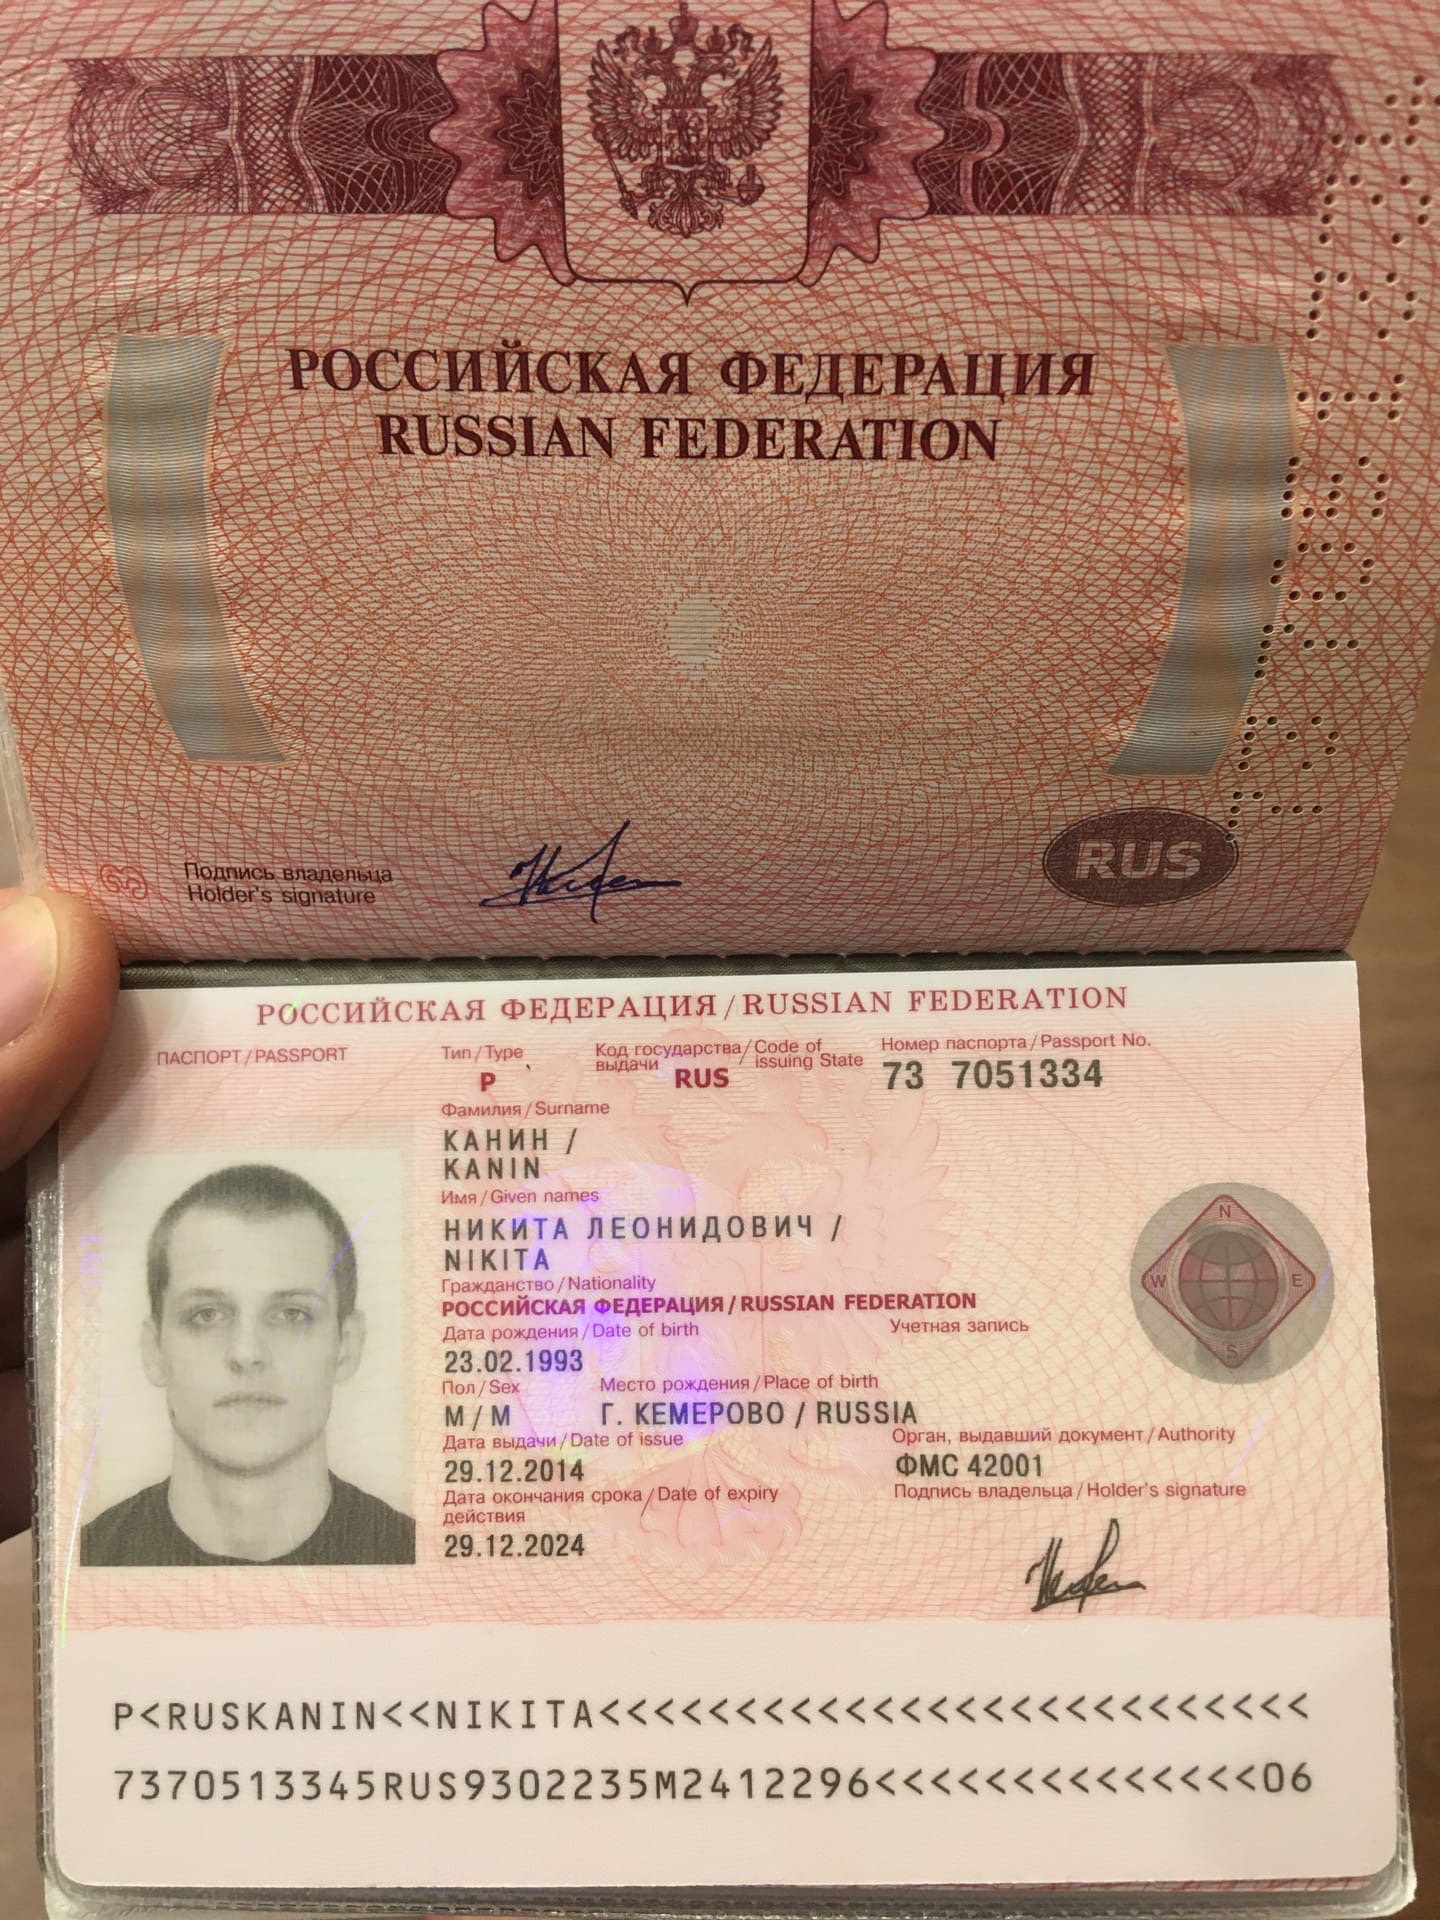 РОССИЙСКАЯ ФЕДЕРАЦИЯ
RUSSIAN FEDERATION
Подпись владельца
Holder's signature
RUS
РОССИЙСКАЯ ФЕДЕРАЦИЯ / RUSSIAN FEDERATION
ПАСПОРТ / PASSPORT
Тип / Type
P
Код государства / Code of
выдачи issuing State
RUS
Номер паспорта / Passport No.
73 7051334
Фамилия / Surname
КАНИН /
KANIN
Имя / Given names
НИКИТА ЛЕОНИДОВИЧ /
NIKITA
Гражданство / Nationality
РОССИЙСКАЯ ФЕДЕРАЦИЯ / RUSSIAN FEDERATION
Дата рождения / Date of birth
Учетная запись
23.02.1993
Пол / Sex
Место рождения / Place of birth
М / M
Г. КЕМЕРОВО / RUSSIA
Дата выдачи / Date of issue
Орган, выдавший документ / Authority
29.12.2014
ФМС 42001
Дата окончания срока / Date of expiry
действия
Подпись владельца / Holder's signature
29.12.2024
N
W
E
S
P<RUSKANIN<<NIKITA<<<<<<<<<<<<<<<<<<<<<<<<<<
7370513345RUS9302235M2412296<<<<<<<<<<<<<<06